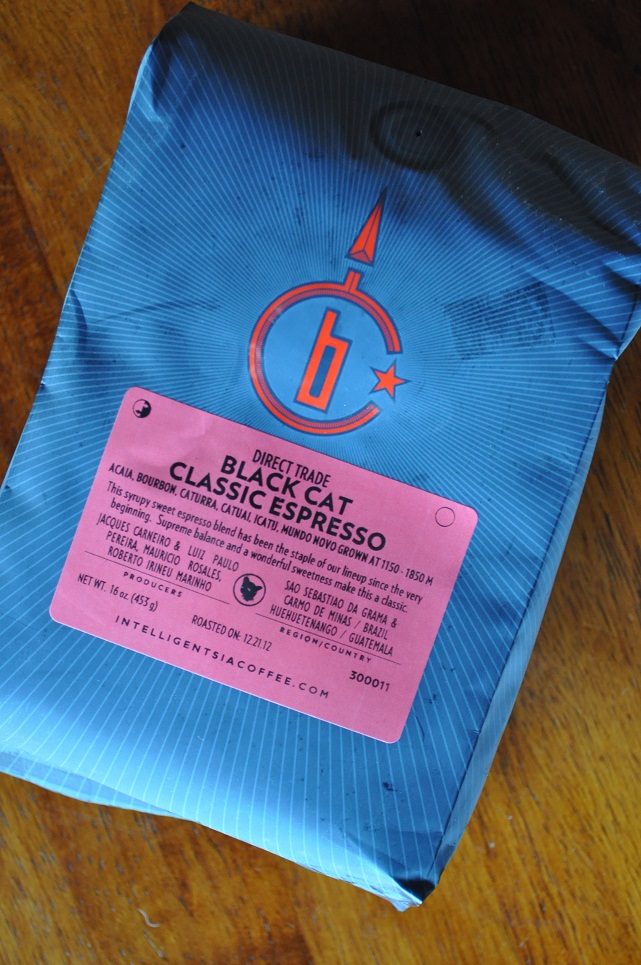 b
DIRECT TRADE
BLACK CAT
CLASSIC ESPRESSO
ACAIA, BOURBON, CATURRA, CATUAI, ICATU, MUNDO NOVO GROWN AT 1150 - 1850 M
This syrupy sweet espresso blend has been the staple of our lineup since the very
beginning. Supreme balance and a wonderful sweetness make this a classic.
JACQUES CARNEIRO & LUIZ PAULO
PEREIRA, MAURICIO ROSALES,
ROBERTO IRINEU MARINHO
PRODUCERS
SAO SEBASTIAO DA GRAMA &
CARMO DE MINAS / BRAZIL
HUEHUETENANGO / GUATEMALA
REGION/COUNTRY
NET WT. 16 oz. (453 g)
ROASTED ON: 12.21.12
300011
INTELLIGENTSIACOFFEE.COM